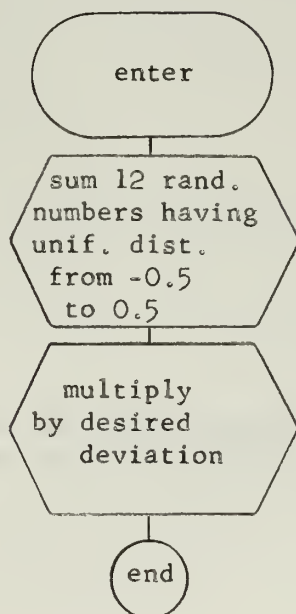 enter
sum 12 rand.
numbers having
unif. dist.
from -0.5
to 0.5
multiply
by desired
deviation
end